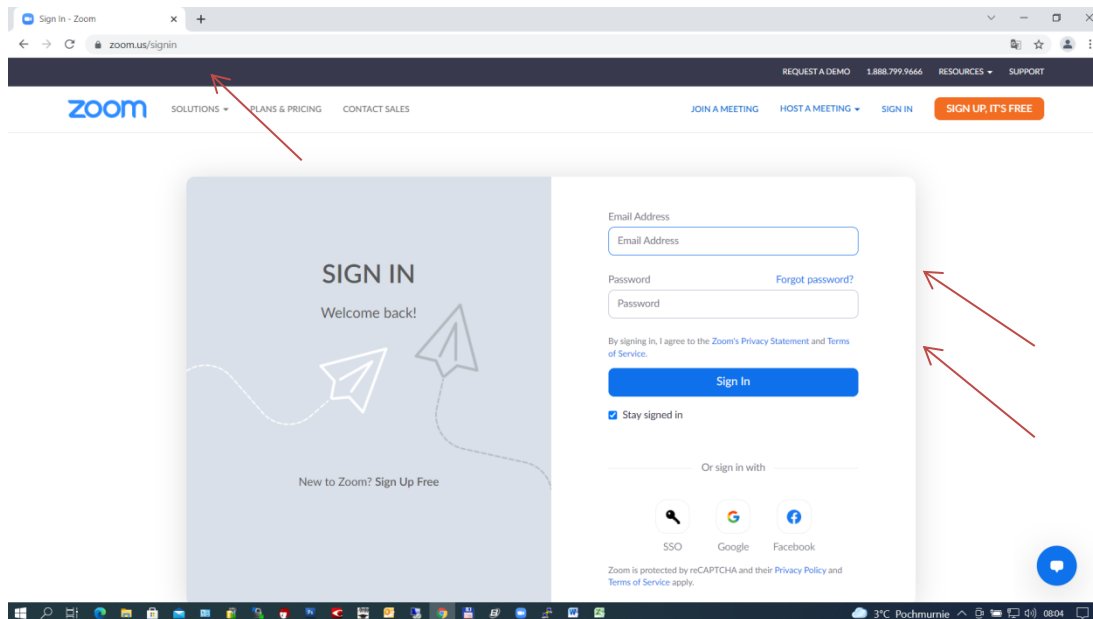 Sign In - Zoom
zoom.us/signin
REQUEST A DEMO 1.888.799.9666 RESOURCES SUPPORT
zoom SOLUTIONS PLANS & PRICING CONTACT SALES JOIN A MEETING HOST A MEETING SIGN IN SIGN UP, IT'S FREE
SIGN IN
Welcome back!
New to Zoom? Sign Up Free
Email Address
Email Address
Password Forgot password?
Password
By signing in, I agree to the Zoom's Privacy Statement and Terms
of Service.
Sign In
Stay signed in
Or sign in with
SSO Google Facebook
Zoom is protected by reCAPTCHA and their Privacy Policy and
Terms of Service apply.
3°C Pochmurnie 08:04